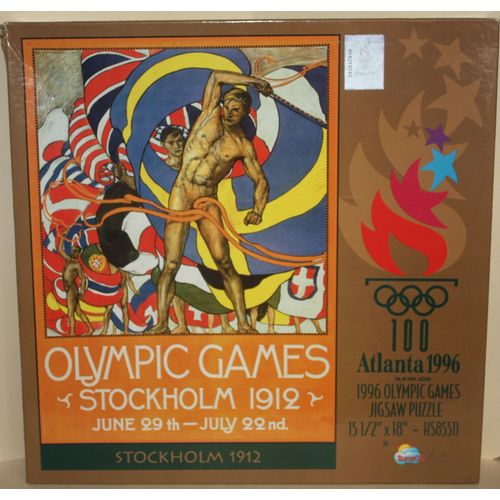 OLYMPIC GAMES
STOCKHOLM 1912
JUNE 29th — JULY 22nd.
STOCKHOLM 1912
100
Atlanta 1996
1996 OLYMPIC GAMES
JIGSAW PUZZLE
15 1/2" x 18" - HS85511
by